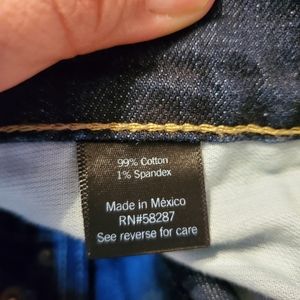 99% Cotton
1% Spandex
Made in México
RN#58287
See reverse for care